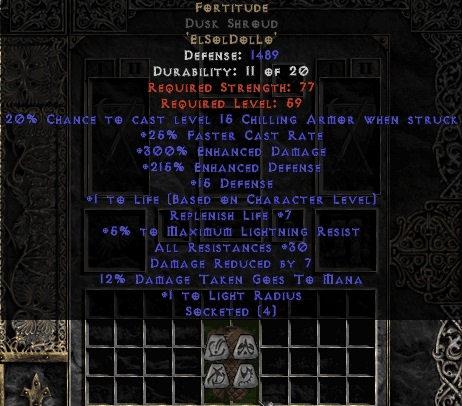 Fortitude
Dusk Shroud
'ElSolDolLo'
Defense: 1489
Durability: 11 of 20
Required Strength: 77
Required Level: 59
20% Chance to cast level 15 Chilling Armor when struck
+25% Faster Cast Rate
+300% Enhanced Damage
+215% Enhanced Defense
+15 Defense
+1 to Life (Based on Character Level)
Replenish Life +7
+5% to Maximum Lightning Resist
All Resistances +30
Damage Reduced by 7
12% Damage Taken Goes To Mana
+1 to Light Radius
Socketed (4)